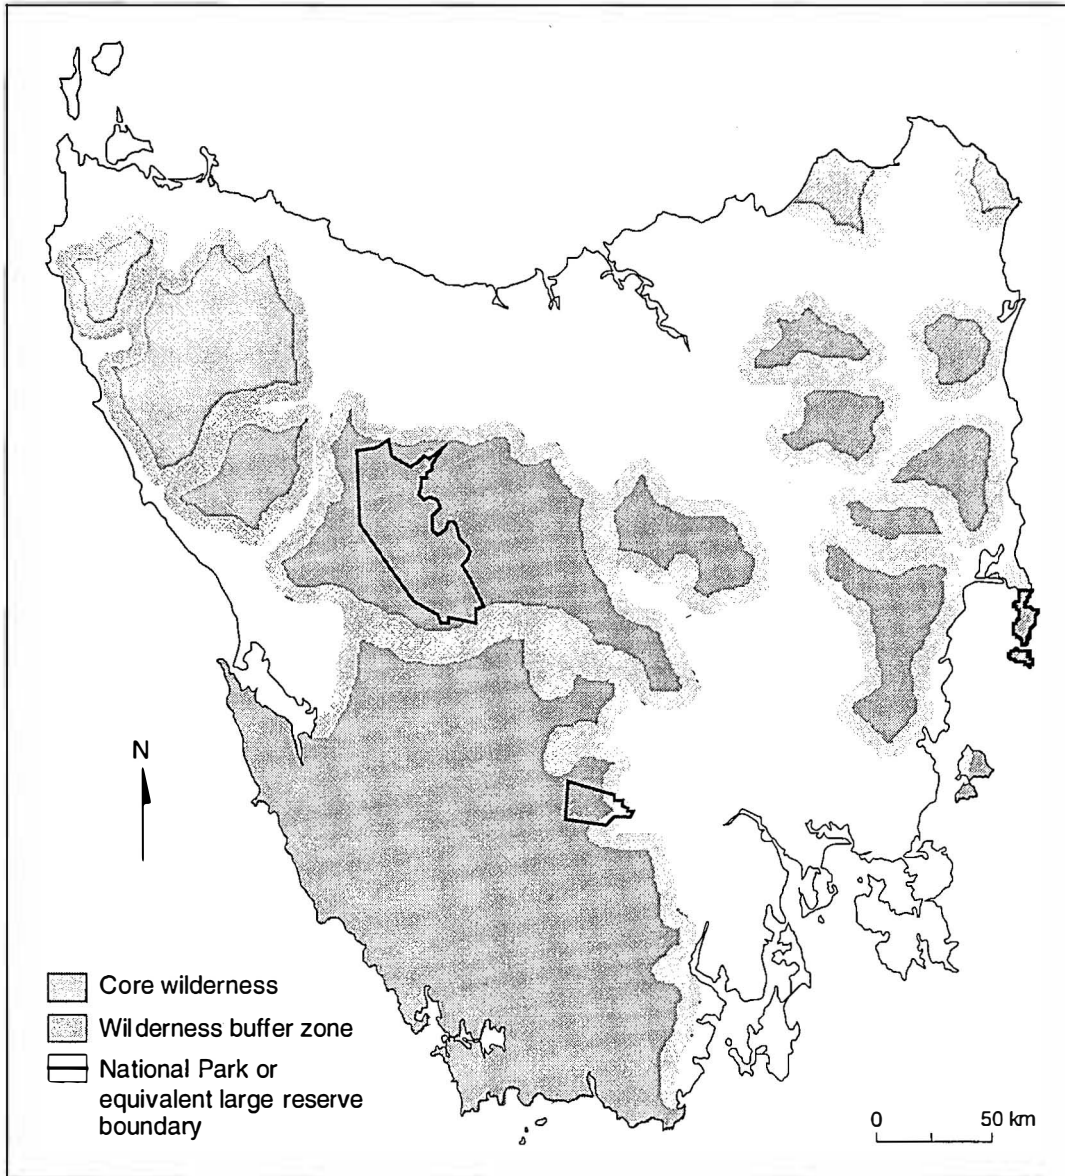 N
Core wilderness
Wilderness buffer zone
National Park or
equivalent large reserve
boundary
0 50 km